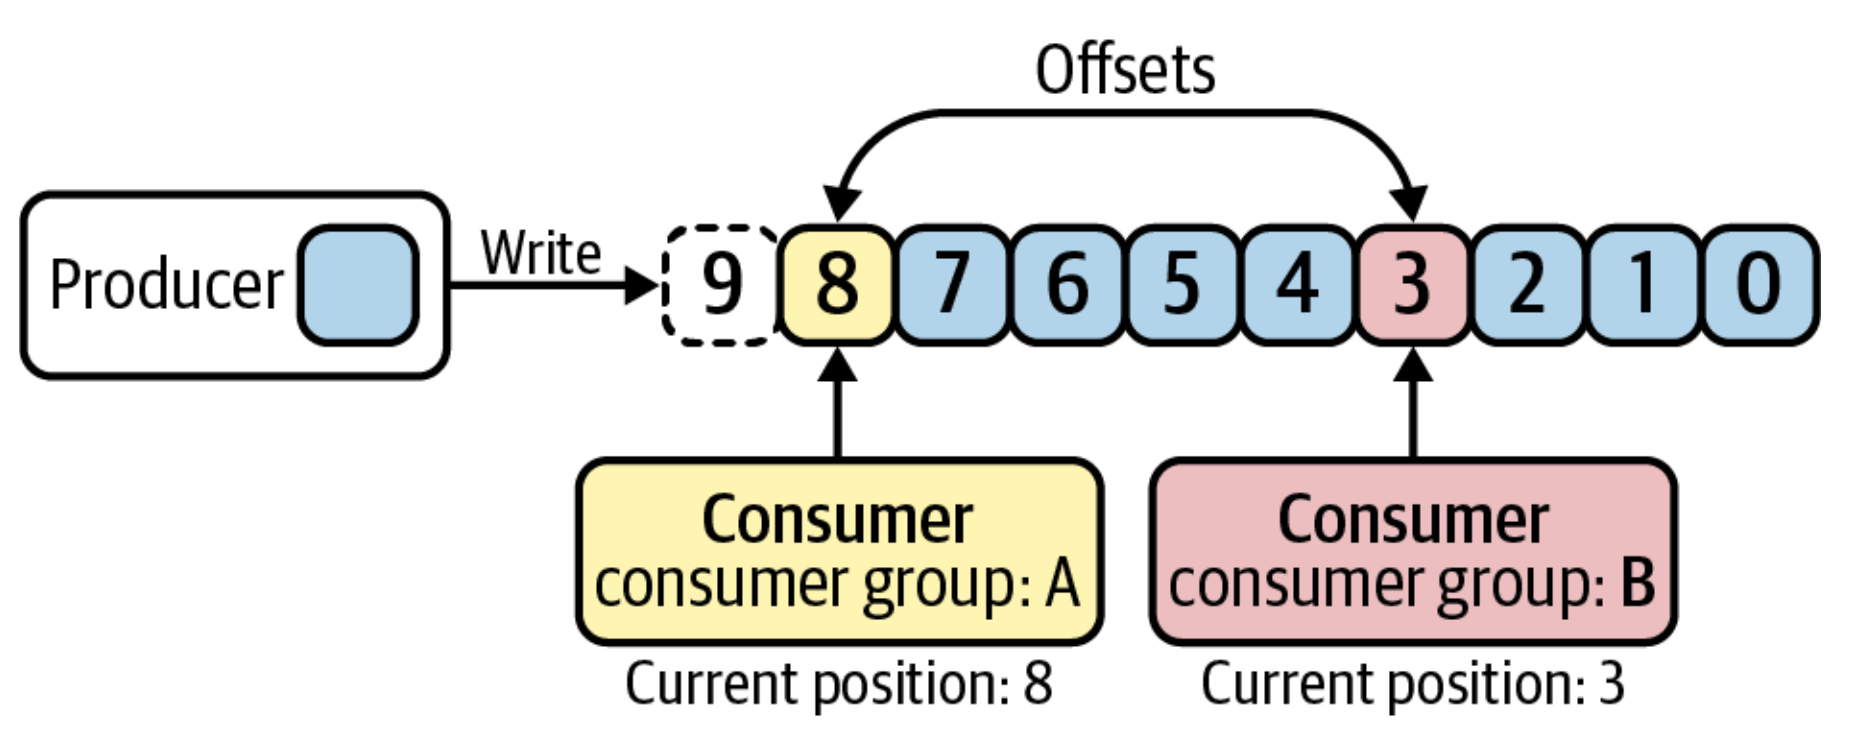 Offsets
Producer
Write
9 8 7 6 5 4 3 2 1 0
Consumer
consumer group: A
Current position: 8
Consumer
consumer group: B
Current position: 3